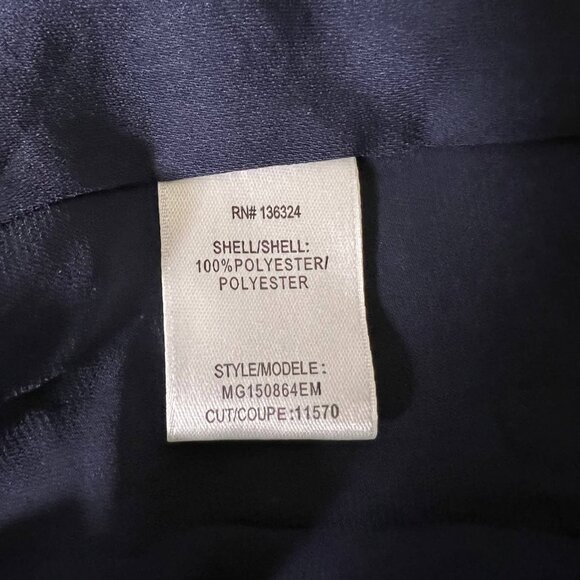 RN# 136324
SHELL/SHELL:
100%POLYESTER/
POLYESTER
STYLE/MODELE:
MG150864EM
CUT/COUPE:11570